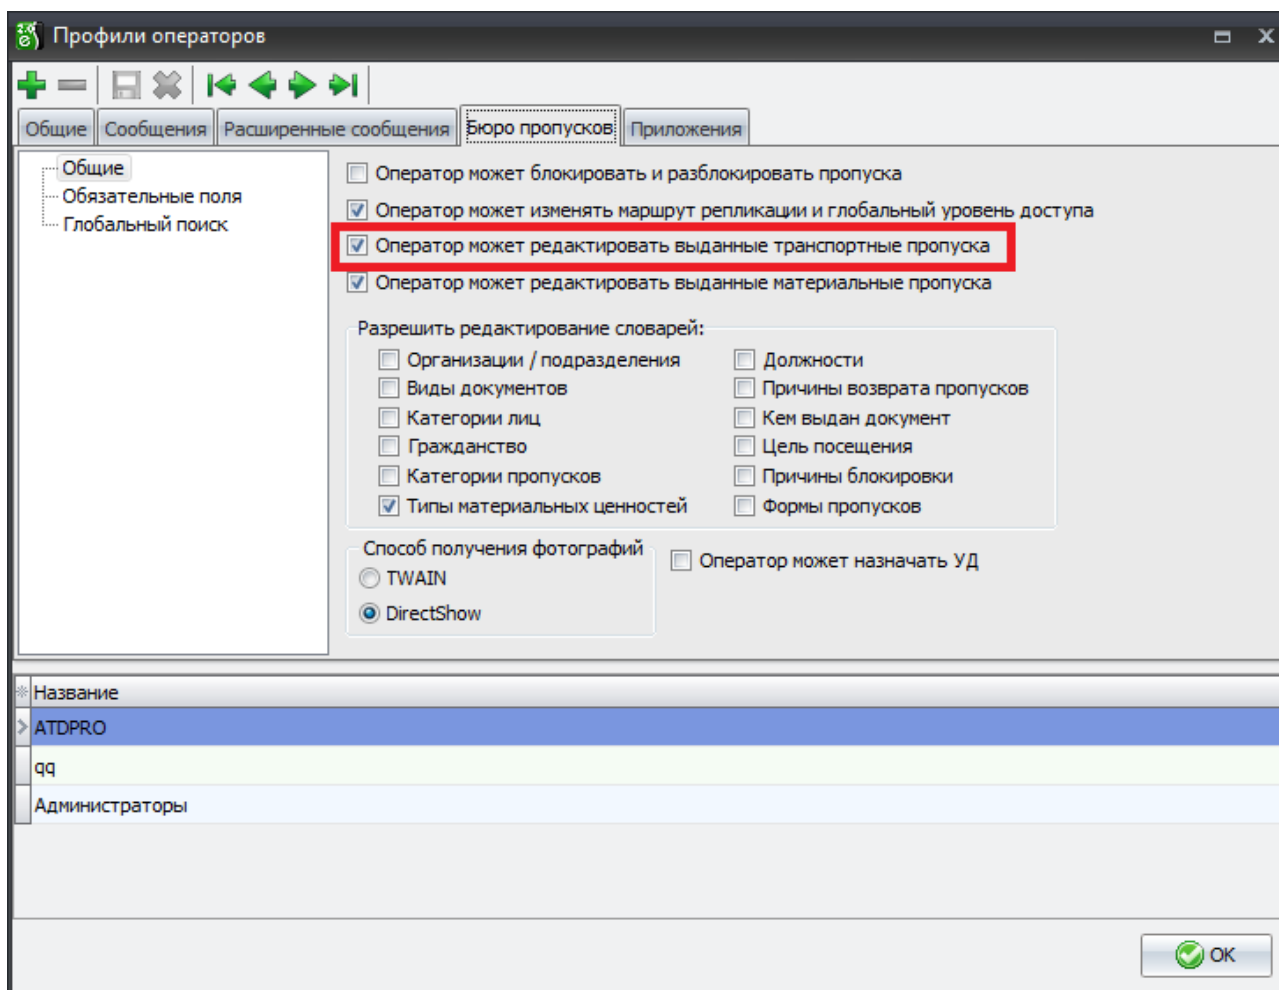 Профили операторов
Общие Сообщения Расширенные сообщения Бюро пропусков Приложения
Общие
Обязательные поля
Глобальный поиск
Оператор может блокировать и разблокировать пропуска
Оператор может изменять маршрут репликации и глобальный уровень доступа
Оператор может редактировать выданные транспортные пропуска
Оператор может редактировать выданные материальные пропуска
Разрешить редактирование словарей:
Организации / подразделения Должности
Виды документов Причины возврата пропусков
Категории лиц Кем выдан документ
Гражданство Цель посещения
Категории пропусков Причины блокировки
Типы материальных ценностей Формы пропусков
Способ получения фотографий Оператор может назначать УД
TWAIN
DirectShow
Название
ATDPRO
qq
Администраторы
OK